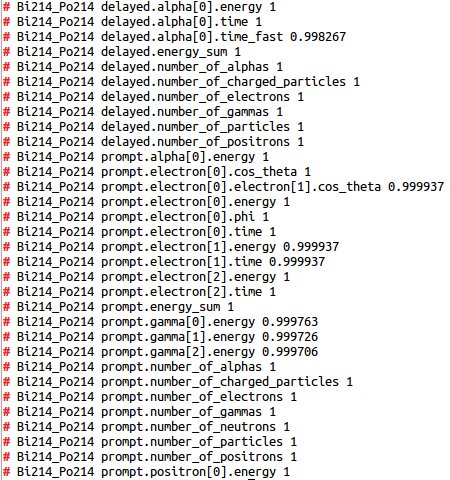 # Bi214_Po214 delayed.alpha[0].energy 1
# Bi214_Po214 delayed.alpha[0].time 1
# Bi214_Po214 delayed.alpha[0].time_fast 0.998267
# Bi214_Po214 delayed.energy_sum 1
# Bi214_Po214 delayed.number_of_alphas 1
# Bi214_Po214 delayed.number_of_charged_particles 1
# Bi214_Po214 delayed.number_of_electrons 1
# Bi214_Po214 delayed.number_of_gammas 1
# Bi214_Po214 delayed.number_of_particles 1
# Bi214_Po214 delayed.number_of_positrons 1
# Bi214_Po214 prompt.alpha[0].energy 1
# Bi214_Po214 prompt.electron[0].cos_theta 1
# Bi214_Po214 prompt.electron[0].electron[1].cos_theta 0.999937
# Bi214_Po214 prompt.electron[0].energy 1
# Bi214_Po214 prompt.electron[0].phi 1
# Bi214_Po214 prompt.electron[0].time 1
# Bi214_Po214 prompt.electron[1].energy 0.999937
# Bi214_Po214 prompt.electron[1].time 0.999937
# Bi214_Po214 prompt.electron[2].energy 1
# Bi214_Po214 prompt.electron[2].time 1
# Bi214_Po214 prompt.energy_sum 1
# Bi214_Po214 prompt.gamma[0].energy 0.999763
# Bi214_Po214 prompt.gamma[1].energy 0.999726
# Bi214_Po214 prompt.gamma[2].energy 0.999706
# Bi214_Po214 prompt.number_of_alphas 1
# Bi214_Po214 prompt.number_of_charged_particles 1
# Bi214_Po214 prompt.number_of_electrons 1
# Bi214_Po214 prompt.number_of_gammas 1
# Bi214_Po214 prompt.number_of_neutrons 1
# Bi214_Po214 prompt.number_of_particles 1
# Bi214_Po214 prompt.number_of_positrons 1
# Bi214_Po214 prompt.positron[0].energy 1